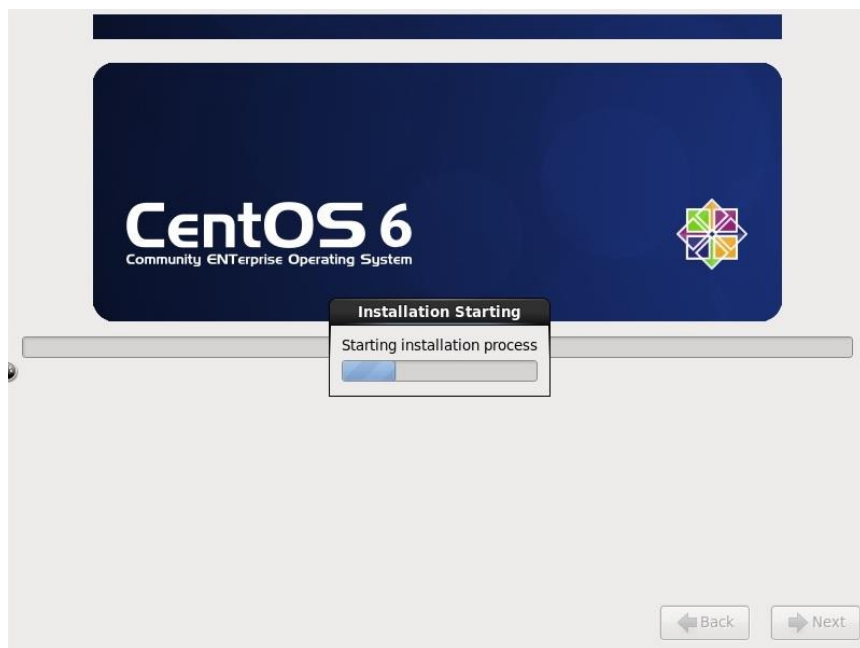 CentOS 6
Community ENTerprise Operating System
Installation Starting
Starting installation process
Back
Next